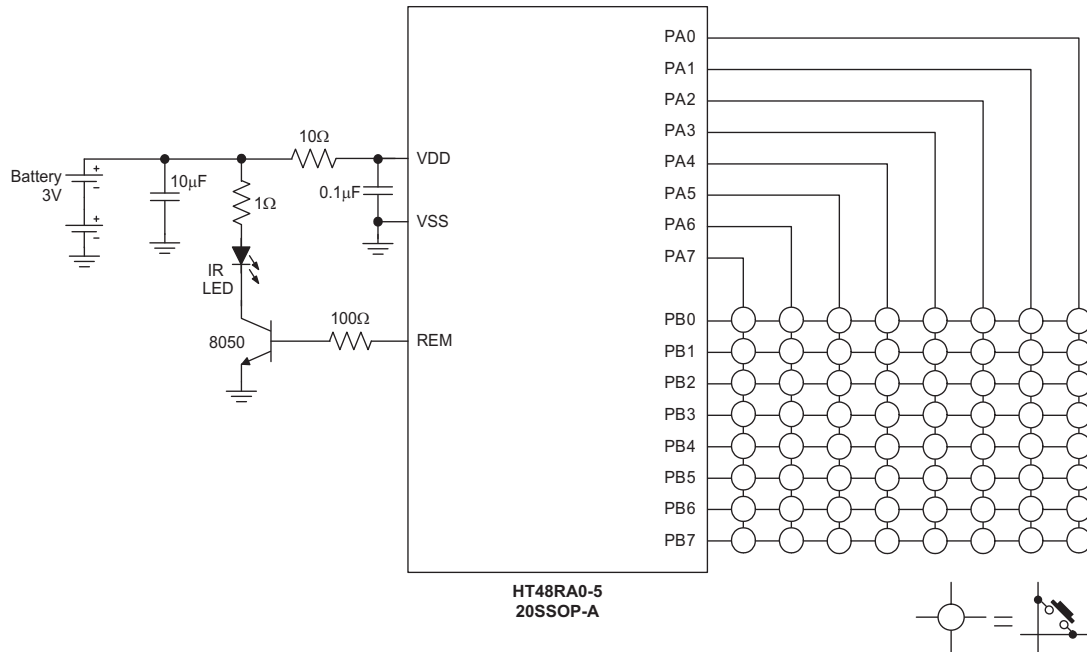 PA0
PA1
PA2
PA3
PA4
PA5
PA6
PA7
10Ω
VDD
Battery
3V
+
−
+
−
10μF
1Ω
0.1μF
VSS
IR
LED
100Ω
REM
8050
PB0
PB1
PB2
PB3
PB4
PB5
PB6
PB7
HT48RA0-5
20SSOP-A
=